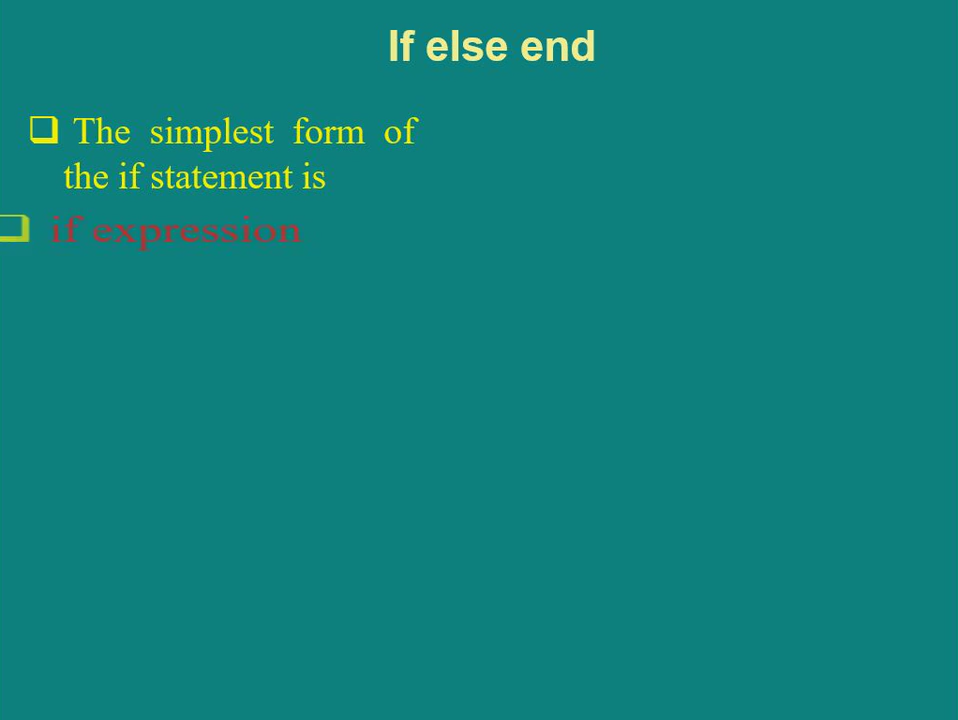 If else end
❑ The simplest form of
the if statement is
❑ if expression